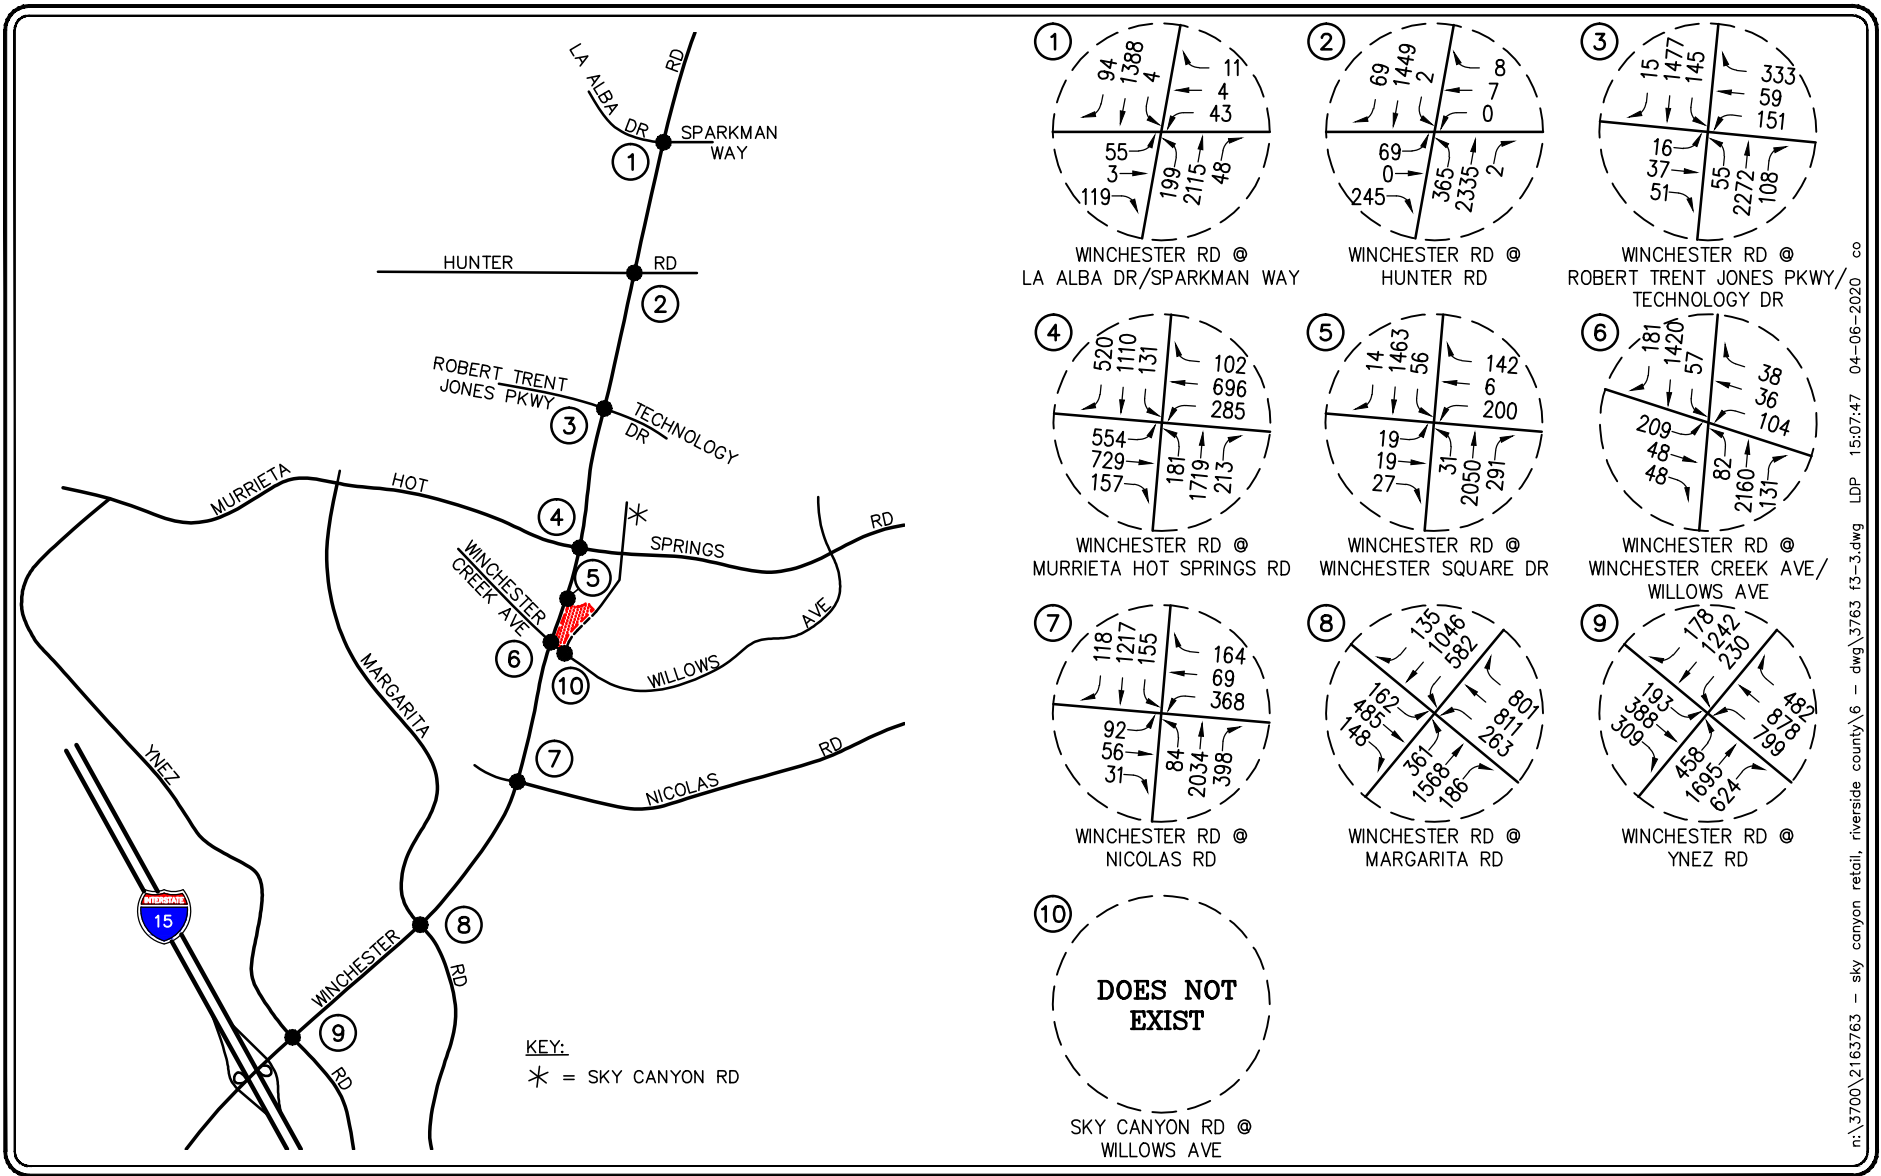 LA ALBA DR
RD
SPARKMAN
WAY
1
HUNTER RD
2
ROBERT TRENT
JONES PKWY
TECHNOLOGY
DR
3
MURRIETA HOT SPRINGS RD
4
*
WINCHESTER
CREEK AVE
5
6
10
WILLOWS AVE
MARGARITA RD
7
NICOLAS RD
YNEZ RD
INTERSTATE
15
WINCHESTER
8
9
KEY:
* = SKY CANYON RD
1
94 1388 4
11
4
43
55
3
119
199 2115 48
WINCHESTER RD @
LA ALBA DR/SPARKMAN WAY
2
69 1449 2
8
7
0
69
0
245
365 2335 2
WINCHESTER RD @
HUNTER RD
3
15 1477 145
333
59
151
16
37
51
55 2272 108
WINCHESTER RD @
ROBERT TRENT JONES PKWY/
TECHNOLOGY DR
4
520 1110 131
102
696
285
554
729
157
181 1719 213
WINCHESTER RD @
MURRIETA HOT SPRINGS RD
5
14 1463 56
142
6
200
19
19
27
31 2050 291
WINCHESTER RD @
WINCHESTER SQUARE DR
6
181 1420 57
38
36
104
209
48
48
82 2160 131
WINCHESTER RD @
WINCHESTER CREEK AVE/
WILLOWS AVE
7
118 1217 155
164
69
368
92
56
31
84 2034 398
WINCHESTER RD @
NICOLAS RD
8
135 1046 582
801
811
263
162
485
148
361 1568 186
WINCHESTER RD @
MARGARITA RD
9
178 1242 230
482
878
799
193
388
309
458 1695 624
WINCHESTER RD @
YNEZ RD
10
DOES NOT
EXIST
SKY CANYON RD @
WILLOWS AVE
n:\3700\2163763 - sky canyon retail, riverside county\6 - dwg\3763 f3-3.dwg LDP 15:07:47 04-06-2020 co